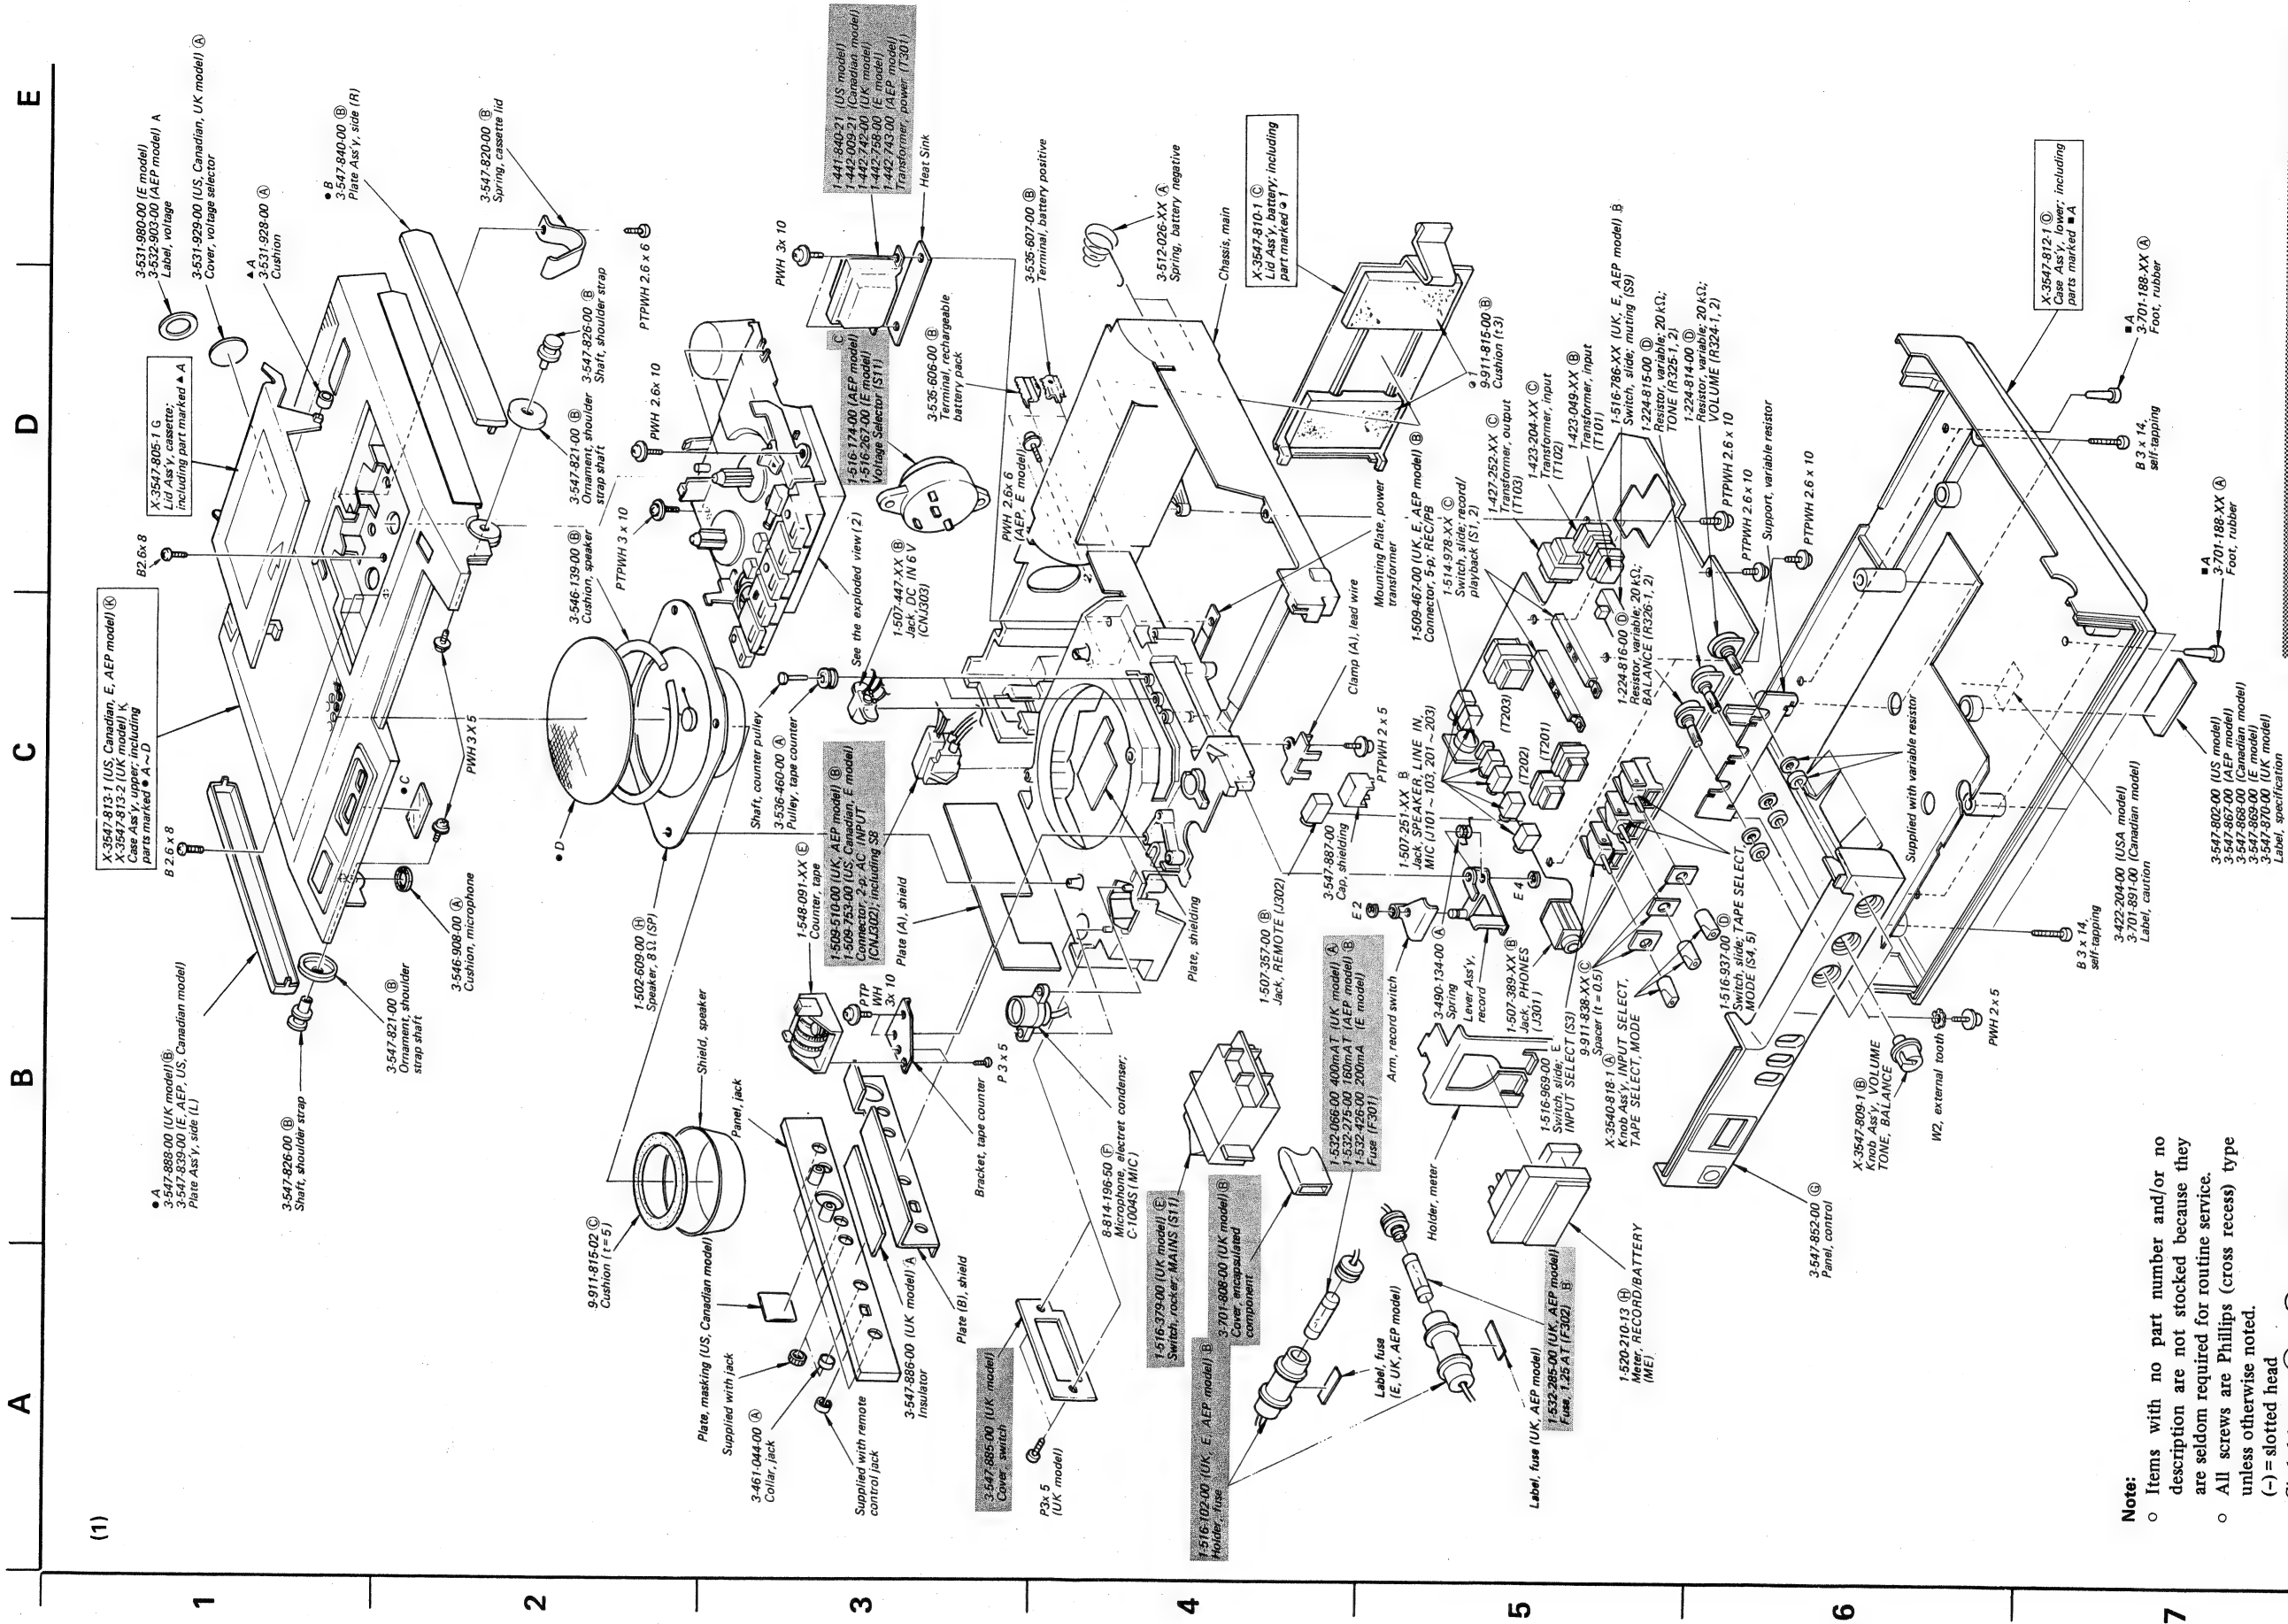 (1)
A
B
C
D
E
1
2
3
4
5
6
7
X-3547-813-1 (US, Canadian, E, AEP model) Ⓚ
X-3547-813-2 (UK model) K
Case Ass'y, upper; including
parts marked ● A~D
B 2.6 x 8
B2.6x 8
X-3547-805-1 G
Lid Ass'y, cassette;
including part marked ▲ A
3-531-980-00 (E model)
3-532-903-00 (AEP model) A
Label, voltage
3-531-929-00 (US, Canadian, UK model) Ⓐ
Cover, voltage selector
▲ A
3-531-928-00 Ⓐ
Cushion
● B
3-547-840-00 Ⓑ
Plate Ass'y, side (R)
3-547-820-00 Ⓑ
Spring, cassette lid
PTPWH 2.6 x 6
3-547-826-00 Ⓑ
Shaft, shoulder strap
3-547-821-00 Ⓑ
Ornament, shoulder
strap shaft
● A
3-547-888-00 (UK model) Ⓑ
3-547-839-00 (E, AEP, US, Canadian model)
Plate Ass'y, side (L)
3-547-826-00 Ⓑ
Shaft, shoulder strap
3-547-821-00 Ⓑ
Ornament, shoulder
strap shaft
3-546-908-00 Ⓐ
Cushion, microphone
● C
PWH 3 X 5
● D
3-546-139-00 Ⓑ
Cushion, speaker
PTPWH 3 x 10
PWH 2.6x 10
1-502-609-00 Ⓗ
Speaker, 8Ω (SP)
9-911-815-02 Ⓒ
Cushion (t=5)
Shield, speaker
Shaft, counter pulley
3-536-460-00 Ⓐ
Pulley, tape counter
See the exploded view (2)
1-507-447-XX Ⓑ
Jack, DC IN 6 V
(CNJ303)
PWH 3x 10
1-441-840-21 (US model)
1-442-009-21 (Canadian model)
1-442-742-00 (UK model)
1-442-758-00 (E model)
1-442-743-00 (AEP model)
Transformer, power (T301)
Heat Sink
C
1-516-174-00 (AEP model)
1-516-267-00 (E model)
Voltage Selector (S11)
3-535-606-00 Ⓑ
Terminal, rechargeable
battery pack
3-535-607-00 Ⓑ
Terminal, battery positive
PWH 2.6x 6
(AEP, E model)
3-512-026-XX Ⓐ
Spring, battery negative
Chassis, main
1-548-091-XX Ⓔ
Counter, tape
1-509-510-00 (UK, AEP model) Ⓑ
1-509-753-00 (US, Canadian, E model)
Connector, 2-p; AC INPUT
(CNJ302); including S8
Plate (A), shield
PTP
WH
3x 10
P 3 x 5
Bracket, tape counter
Panel, jack
Plate, masking (US, Canadian model)
Supplied with jack
3-461-044-00 Ⓐ
Collar, jack
Supplied with remote
control jack
3-547-886-00 (UK model) A
Insulator
Plate (B), shield
8-814-196-50 Ⓕ
Microphone, electret condenser;
C-1004S (MIC)
3-547-885-00 (UK model)
Cover, switch
P3x 5
(UK model)
Plate, shielding
Mounting Plate, power
transformer
Clamp (A), lead wire
PTPWH 2 x 5
X-3547-810-1 Ⓒ
Lid Ass'y, battery; including
part marked ● 1
● 1
9-911-815-00 Ⓑ
Cushion (t 3)
1-516-379-00 (UK model) Ⓔ
Switch, rocker; MAINS (S11)
3-701-808-00 (UK model) Ⓑ
Cover, encapsulated
component
1-516-102-00 (UK, E, AEP model) B
Holder, fuse
1-532-066-00 400mAT (UK model) Ⓐ
1-532-275-00 160mAT (AEP model) Ⓑ
1-532-426-00 200mA (E model)
Fuse (F301)
Label, fuse
(E, UK, AEP model)
Label, fuse (UK, AEP model)
1-532-285-00 (UK, AEP model)
Fuse, 1.25 AT (F302) B
1-520-210-13 Ⓗ
Meter, RECORD/BATTERY
(ME)
Holder, meter
1-507-357-00 Ⓑ
Jack, REMOTE (J302)
3-547-887-00
Cap, shielding
E 2
E 4
Arm, record switch
3-490-134-00 Ⓐ
Spring
Lever Ass'y,
record
1-507-389-XX Ⓑ
Jack, PHONES
(J301)
1-507-251-XX B
Jack, SPEAKER, LINE IN,
MIC (J101~103, 201~203)
1-509-467-00 (UK, E, AEP model) Ⓑ
Connector, 5-p; REC/PB
1-514-978-XX Ⓒ
Switch, slide; record/
playback (S1, 2)
1-427-252-XX Ⓒ
Transformer, output
(TT103)
1-423-204-XX Ⓒ
Transformer, input
(T102)
1-423-049-XX Ⓑ
Transformer, input
(T101)
1-516-786-XX (UK, E, AEP model) B
Switch, slide; muting (S9)
1-224-815-00 Ⓓ
Resistor, variable; 20 kΩ;
TONE (R325-1, 2)
1-224-814-00 Ⓓ
Resistor, variable; 20 kΩ;
VOLUME (R324-1, 2)
PTPWH 2.6 x 10
PTPWH 2.6 x 10
Support, variable resistor
PTPWH 2.6 x 10
1-224-816-00 Ⓓ
Resistor, variable; 20 kΩ;
BALANCE (R326-1, 2)
(T203)
(T202)
(T201)
1-516-969-00 E
Switch, slide;
INPUT SELECT (S3)
9-911-838-XX Ⓒ
Spacer (t = 0.5)
X-3540-818-1 Ⓐ
Knob Ass'y, INPUT SELECT,
TAPE SELECT, MODE
1-516-937-00 Ⓓ
Switch, slide; TAPE SELECT,
MODE (S4, 5)
Supplied with variable resistor
X-3547-812-1 Ⓞ
Case Ass'y, lower; including
parts marked ■ A
■ A
3-701-188-XX Ⓐ
Foot, rubber
B 3 x 14,
self-tapping
■ A
3-701-188-XX Ⓐ
Foot, rubber
3-547-802-00 (US model)
3-547-867-00 (AEP model)
3-547-868-00 (Canadian model)
3-547-869-00 (E model)
3-547-870-00 (UK model)
Label, specification
3-422-204-00 (USA model)
3-701-891-00 (Canadian model)
Label, caution
B 3 x 14,
self-tapping
PWH 2 x 5
W2, external tooth
X-3547-809-1 Ⓑ
Knob Ass'y, VOLUME
TONE, BALANCE
3-547-852-00 Ⓖ
Panel, control
Note:
○ Items with no part number and/or no
description are not stocked because they
are seldom required for routine service.
○ All screws are Phillips (cross recess) type
unless otherwise noted.
(−) = slotted head